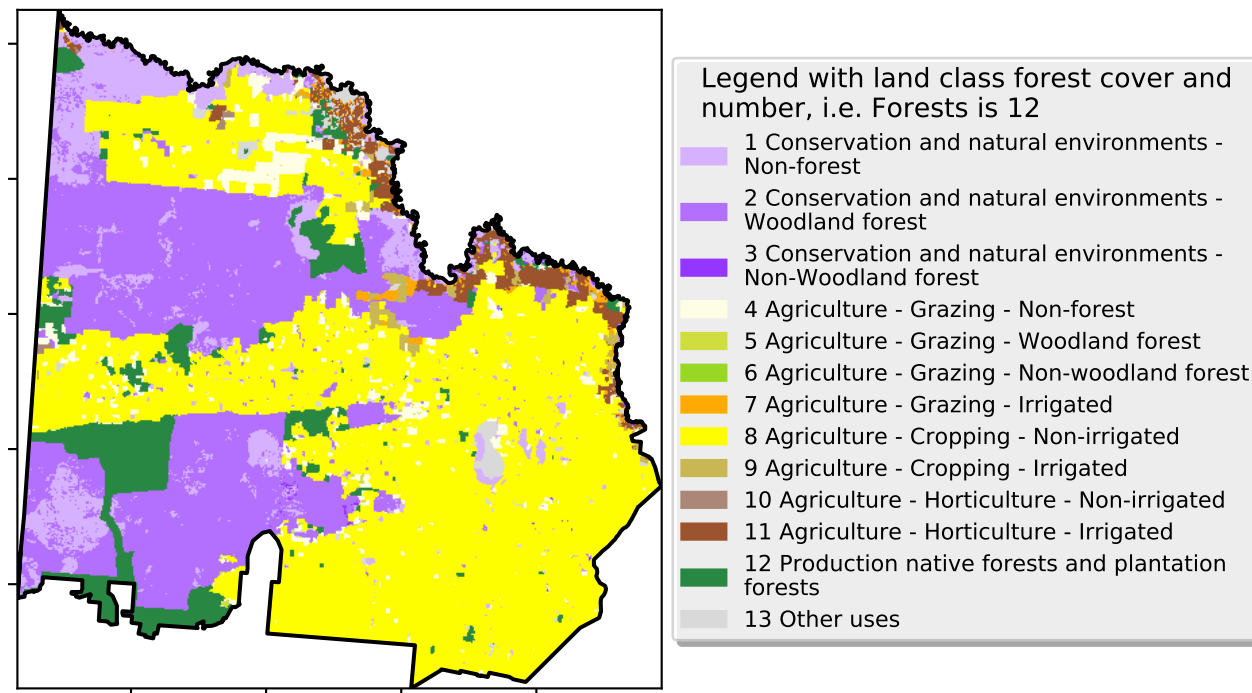 Legend with land class forest cover and
number, i.e. Forests is 12
1 Conservation and natural environments -
Non-forest
2 Conservation and natural environments -
Woodland forest
3 Conservation and natural environments -
Non-Woodland forest
4 Agriculture - Grazing - Non-forest
5 Agriculture - Grazing - Woodland forest
6 Agriculture - Grazing - Non-woodland forest
7 Agriculture - Grazing - Irrigated
8 Agriculture - Cropping - Non-irrigated
9 Agriculture - Cropping - Irrigated
10 Agriculture - Horticulture - Non-irrigated
11 Agriculture - Horticulture - Irrigated
12 Production native forests and plantation
forests
13 Other uses